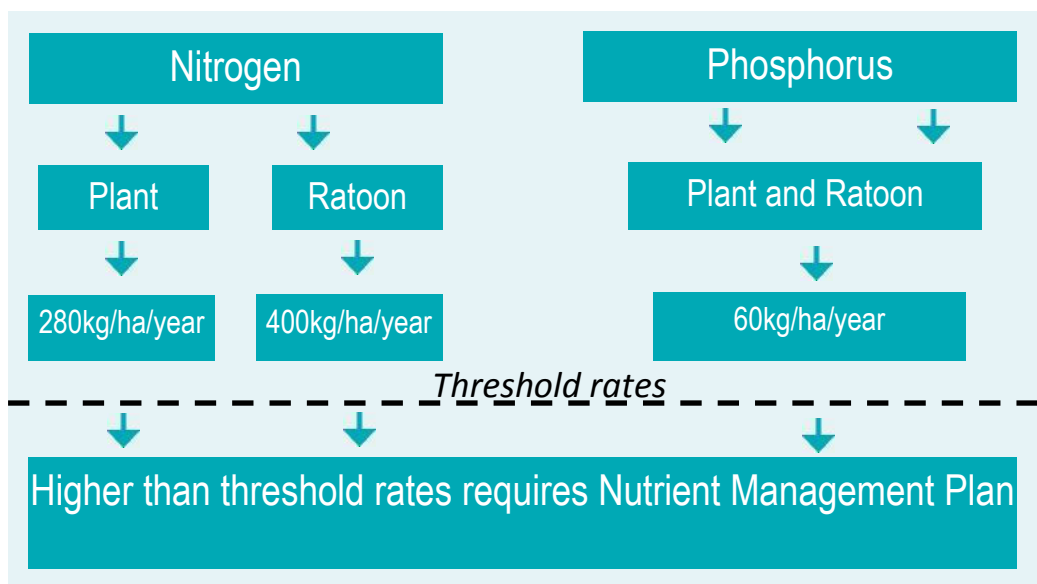 Nitrogen
Phosphorus
Plant
Ratoon
Plant and Ratoon
280kg/ha/year
400kg/ha/year
60kg/ha/year
Threshold rates
Higher than threshold rates requires Nutrient Management Plan